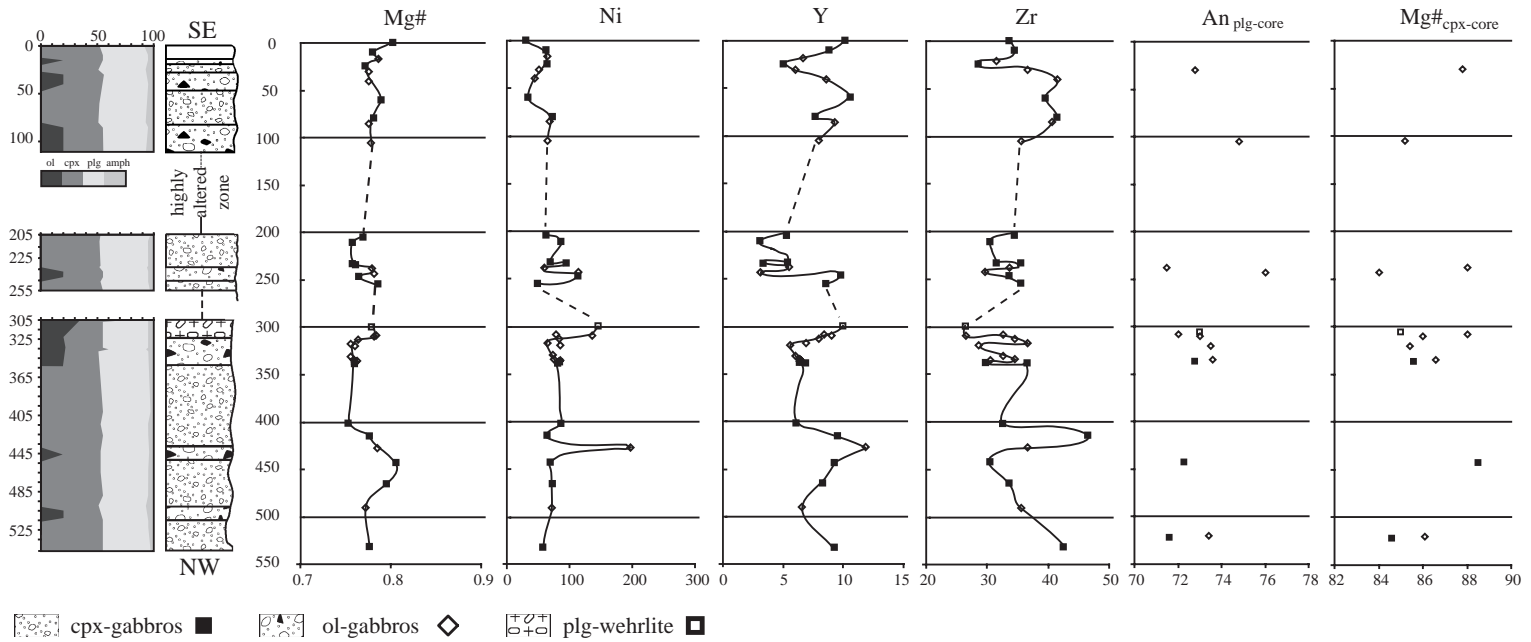 SE Mg# Ni Y Zr An plg-core Mg# cpx-core
0 50 100
0
50
100
ol cpx plg amph
highly altered zone
205
225
255
305
325
365
405
445
485
525
NW
0
50
100
150
200
250
300
350
400
450
500
550
0.7 0.8 0.9
0 100 200 300
0 5 10 15
20 30 40 50
70 72 74 76 78
82 84 86 88 90
cpx-gabbros ol-gabbros plg-wehrlite